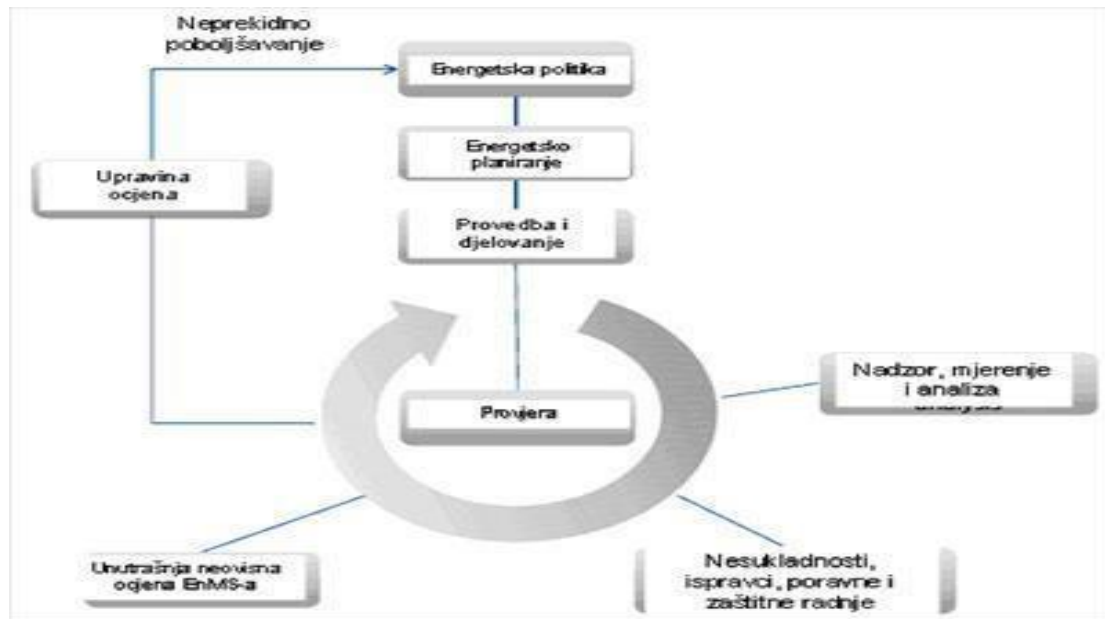 Neprekidno
poboljšavanje
Energetska politika
Energetsko
planiranje
Upravina
ocjena
Provedba i
djelovanje
Nadzor, mjerenje
i analiza
analysis
Provjera
Unutrašnja neovisna
ocjena EnMS-a
Nesukladnosti,
ispravci, poravne i
zaštitne radnje